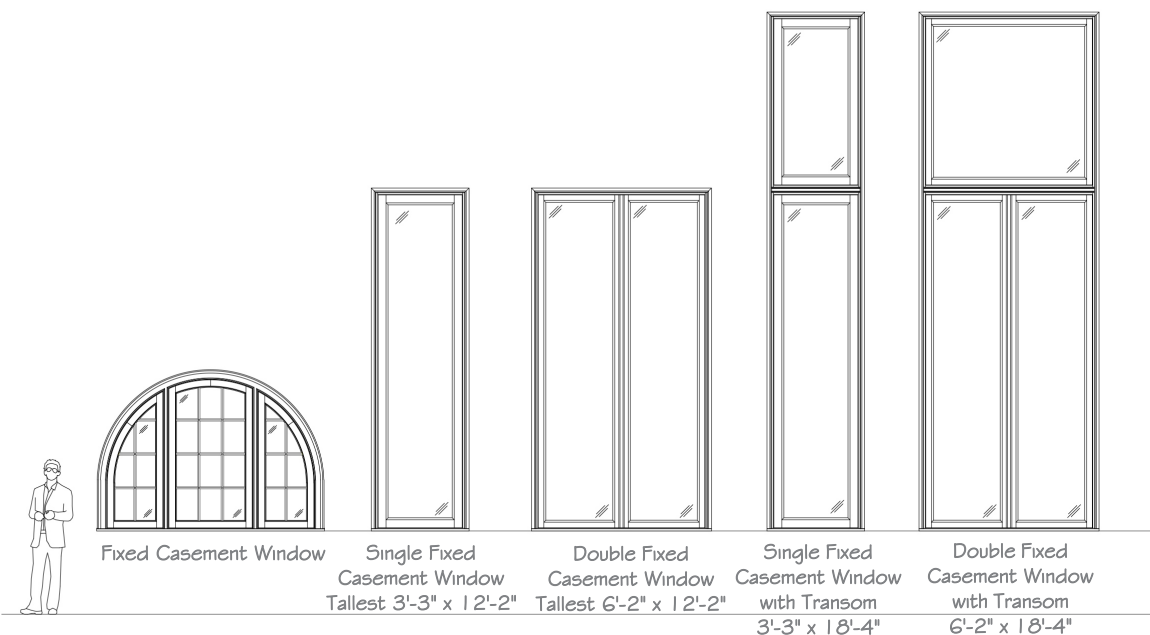 Fixed Casement Window
Single Fixed
Casement Window
Tallest 3'-3" x 12'-2"
Double Fixed
Casement Window
Tallest 6'-2" x 12'-2"
Single Fixed
Casement Window
with Transom
3'-3" x 18'-4"
Double Fixed
Casement Window
with Transom
6'-2" x 18'-4"